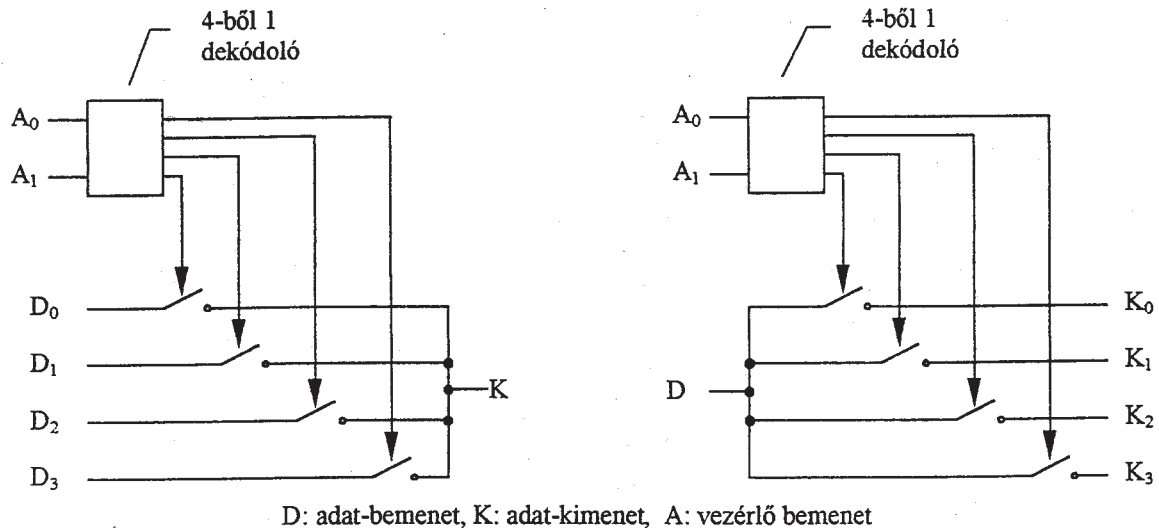 4-ből 1
dekódoló
A₀
A₁
D₀
D₁
D₂
D₃
K
4-ből 1
dekódoló
A₀
A₁
D
K₀
K₁
K₂
K₃
D: adat-bemenet, K: adat-kimenet, A: vezérlő bemenet